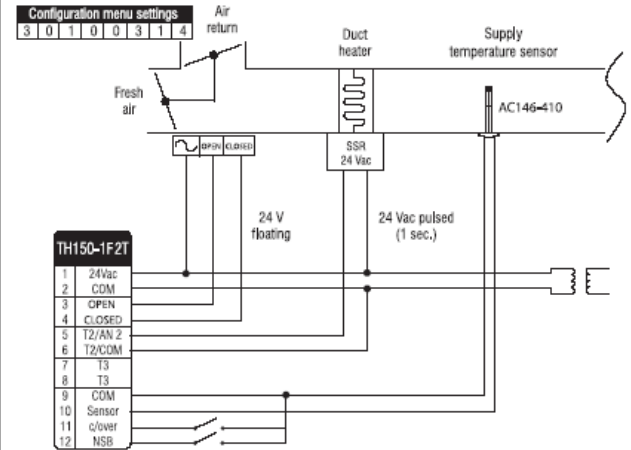 Configuration menu settings
3 0 1 0 0 3 1 4
Air
return
Duct
heater
Supply
temperature sensor
Fresh
air
AC146-410
OPEN CLOSED
SSR
24 Vac
24 V
floating
24 Vac pulsed
(1 sec.)
TH150-1F2T
1 24Vac
2 COM
3 OPEN
4 CLOSED
5 T2/AN 2
6 T2/COM
7 T3
8 T3
9 COM
10 Sensor
11 c/over
12 NSB